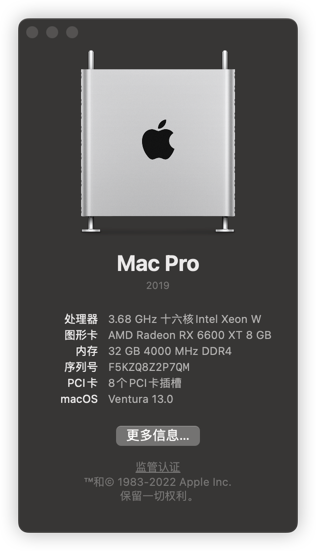 Mac Pro
2019
处理器 3.68 GHz 十六核Intel Xeon W
图形卡 AMD Radeon RX 6600 XT 8 GB
内存 32 GB 4000 MHz DDR4
序列号 F5KZQ8Z2P7QM
PCI卡 8个PCI卡插槽
macOS Ventura 13.0
更多信息...
监管认证
™和© 1983-2022 Apple Inc.
保留一切权利。